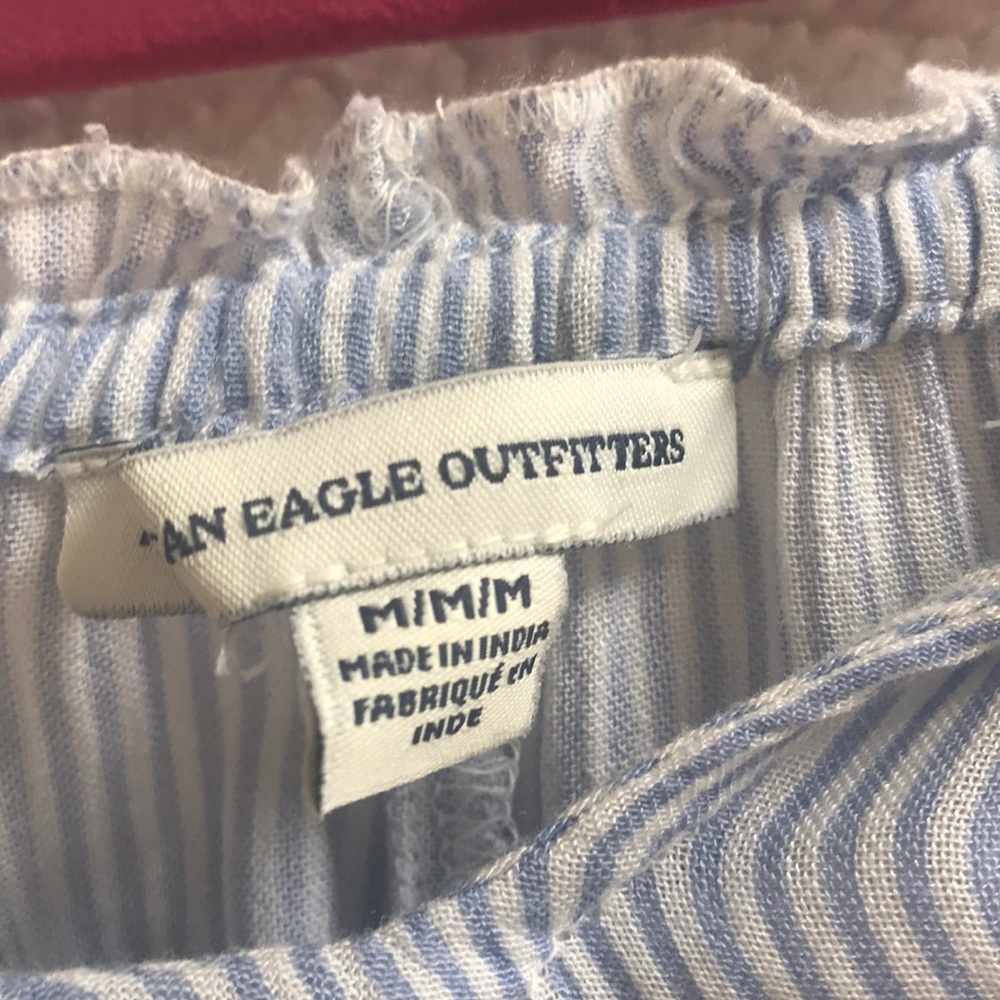 AN EAGLE OUTFITTERS
M/M/M
MADE IN INDIA
FABRIQUÉ EN
INDE